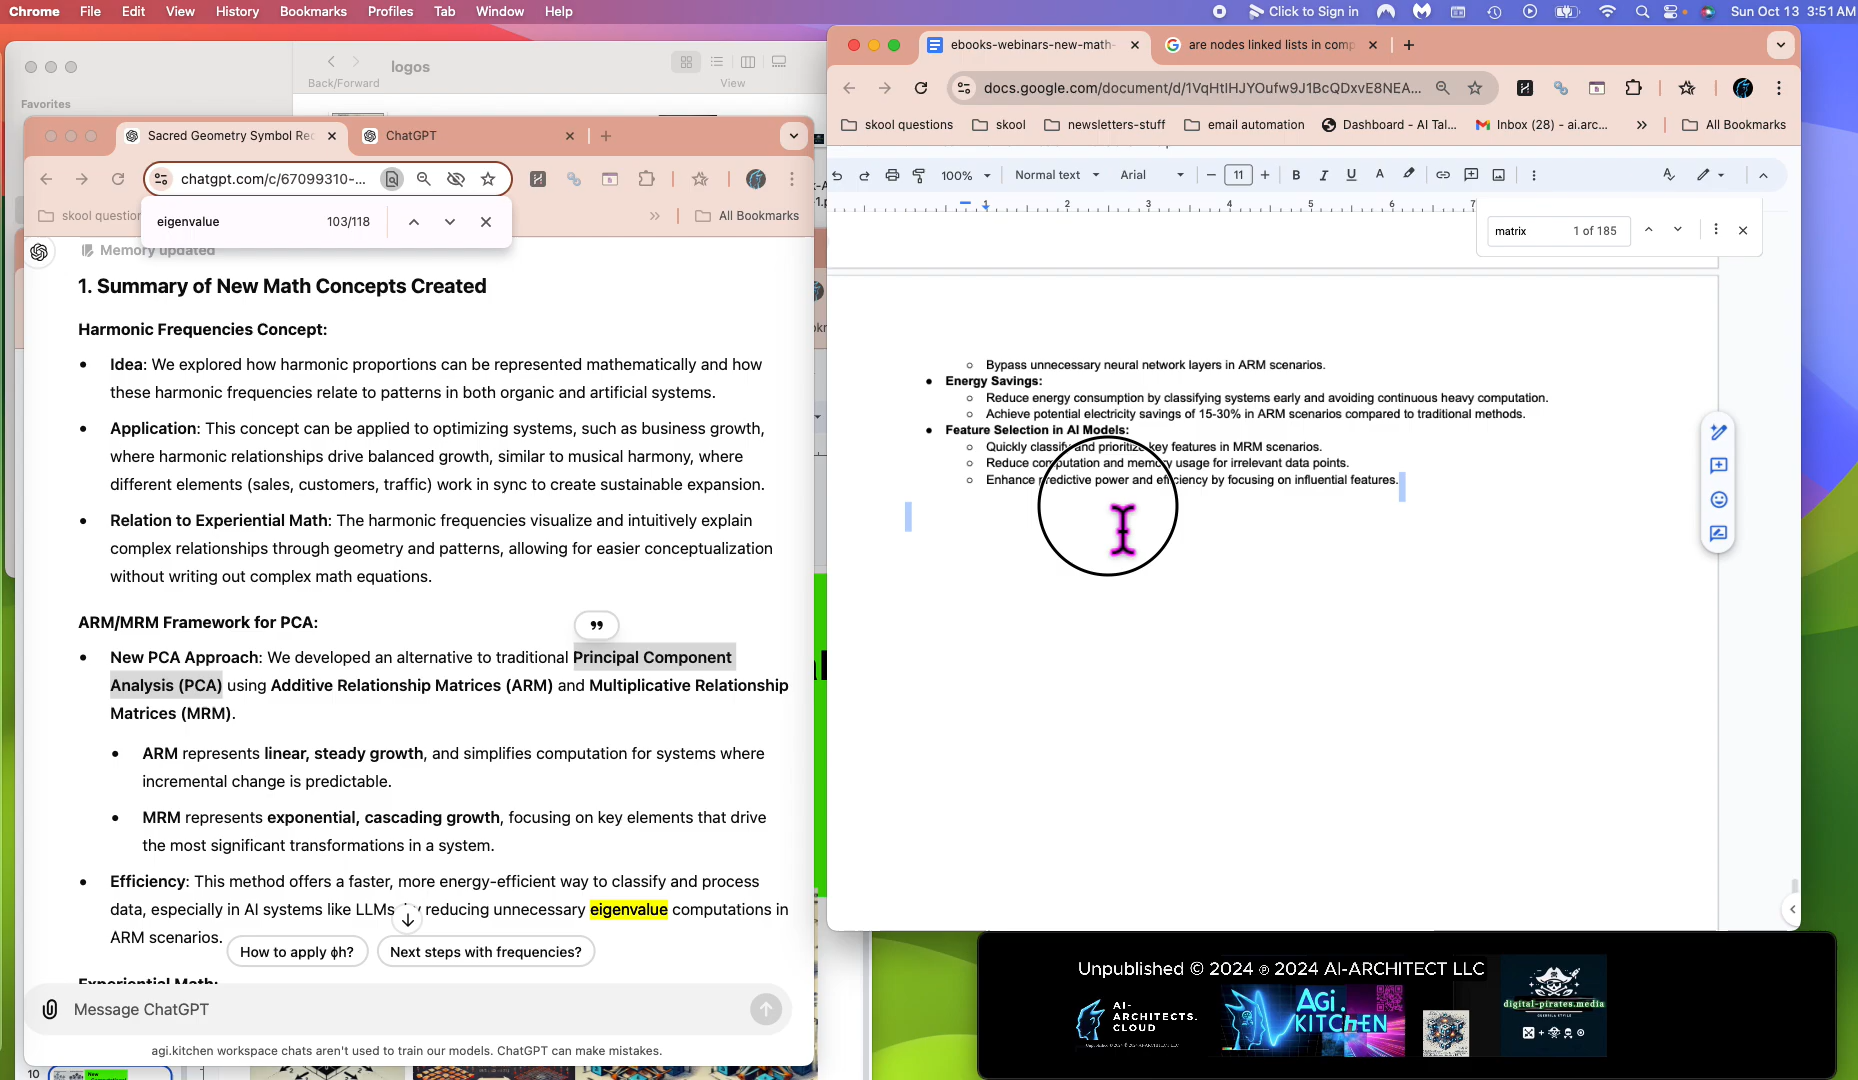 Chrome File Edit View History Bookmarks Profiles Tab Window Help
Click to Sign in
Sun Oct 13 3:51AM
Back/Forward
logos
View
Favorites
Sacred Geometry Symbol Rec
ChatGPT
chatgpt.com/c/67099310-...
skool question
All Bookmarks
eigenvalue 103/118
Memory updated
1. Summary of New Math Concepts Created
Harmonic Frequencies Concept:
Idea: We explored how harmonic proportions can be represented mathematically and how
these harmonic frequencies relate to patterns in both organic and artificial systems.
Application: This concept can be applied to optimizing systems, such as business growth,
where harmonic relationships drive balanced growth, similar to musical harmony, where
different elements (sales, customers, traffic) work in sync to create sustainable expansion.
Relation to Experiential Math: The harmonic frequencies visualize and intuitively explain
complex relationships through geometry and patterns, allowing for easier conceptualization
without writing out complex math equations.
ARM/MRM Framework for PCA:
New PCA Approach: We developed an alternative to traditional Principal Component
Analysis (PCA) using Additive Relationship Matrices (ARM) and Multiplicative Relationship
Matrices (MRM).
ARM represents linear, steady growth, and simplifies computation for systems where
incremental change is predictable.
MRM represents exponential, cascading growth, focusing on key elements that drive
the most significant transformations in a system.
Efficiency: This method offers a faster, more energy-efficient way to classify and process
data, especially in AI systems like LLMs by reducing unnecessary eigenvalue computations in
ARM scenarios.
How to apply ϕh?
Next steps with frequencies?
Experiential Math:
Message ChatGPT
agi.kitchen workspace chats aren't used to train our models. ChatGPT can make mistakes.
10
ebooks-webinars-new-math-
are nodes linked lists in comp
docs.google.com/document/d/1VqHtIHJYOufw9J1BcQDxvE8NEA...
skool questions
skool
newsletters-stuff
email automation
Dashboard - AI Tal...
Inbox (28) - ai.arc...
All Bookmarks
100% Normal text Arial 11 B I U A
1 2 3 4 5 6 7
matrix 1 of 185
Bypass unnecessary neural network layers in ARM scenarios.
Energy Savings:
Reduce energy consumption by classifying systems early and avoiding continuous heavy computation.
Achieve potential electricity savings of 15-30% in ARM scenarios compared to traditional methods.
Feature Selection in AI Models:
Quickly classify and prioritize key features in MRM scenarios.
Reduce computation and memory usage for irrelevant data points.
Enhance predictive power and efficiency by focusing on influential features.
Unpublished © 2024 ℗ 2024 AI-ARCHITECT LLC
AI-
ARCHITECTS.
CLOUD
AGi.
KiTCHEN
digital-pirates.media